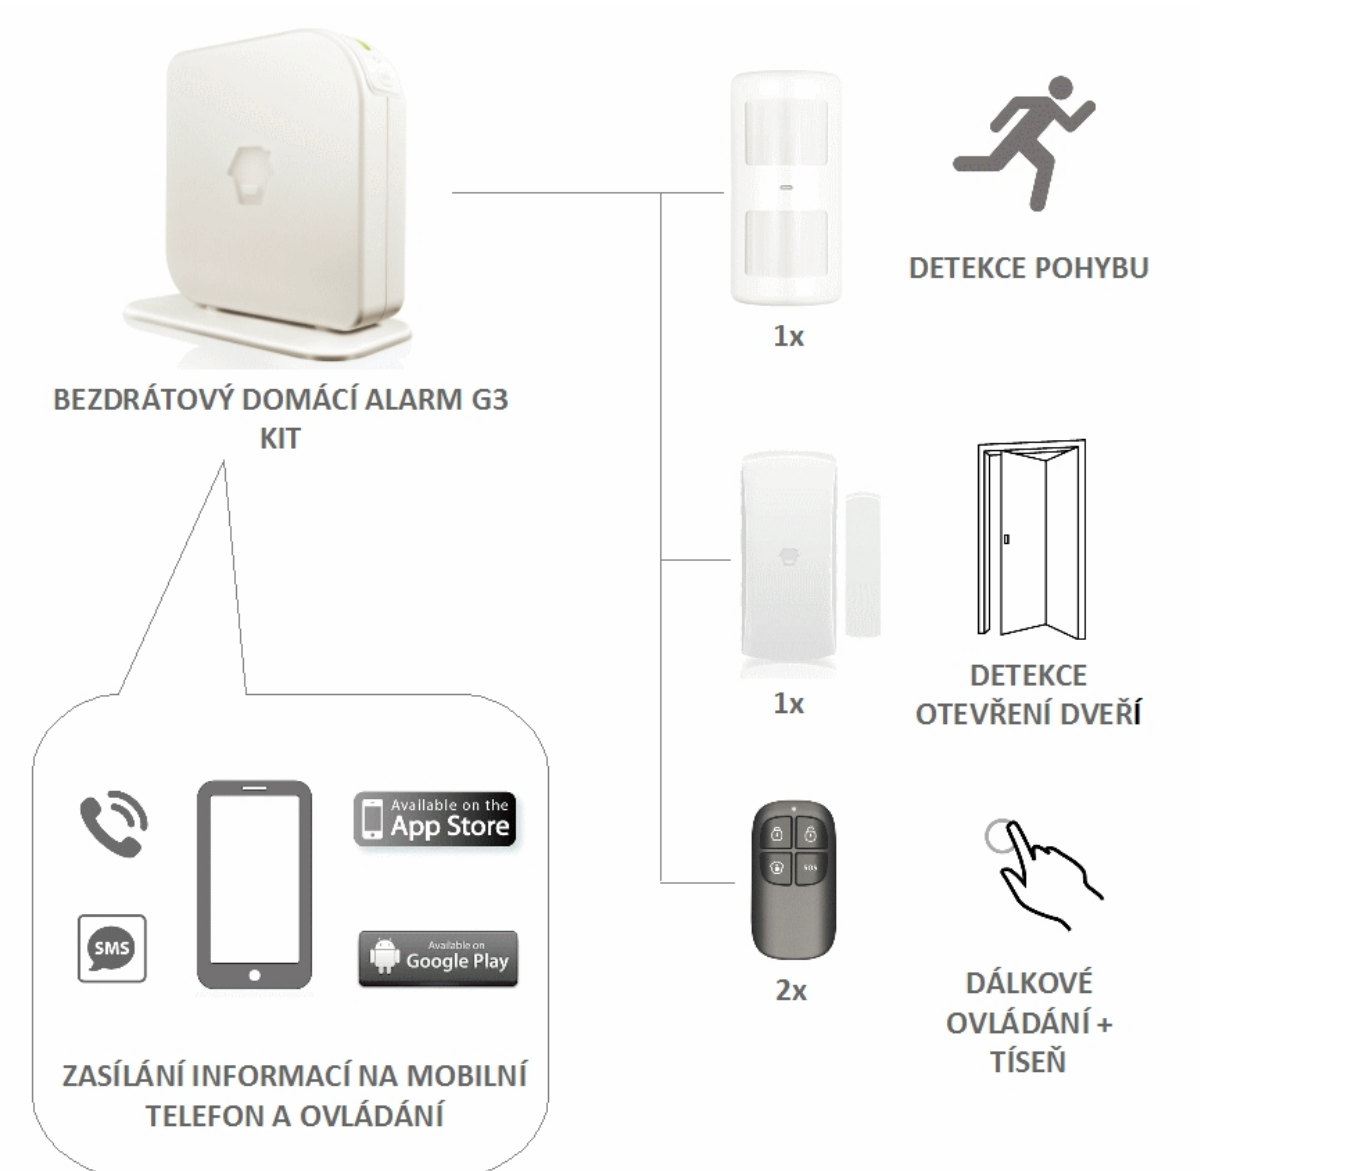 DETEKCE POHYBU
1x
BEZDRÁTOVÝ DOMÁCÍ ALARM G3
KIT
DETEKCE
OTEVŘENÍ DVEŘÍ
1x
Available on the
App Store
SOS
SMS
Available on
Google Play
2x
DÁLKOVÉ
OVLÁDÁNÍ +
TÍSEŇ
ZASÍLÁNÍ INFORMACÍ NA MOBILNÍ
TELEFON A OVLÁDÁNÍ